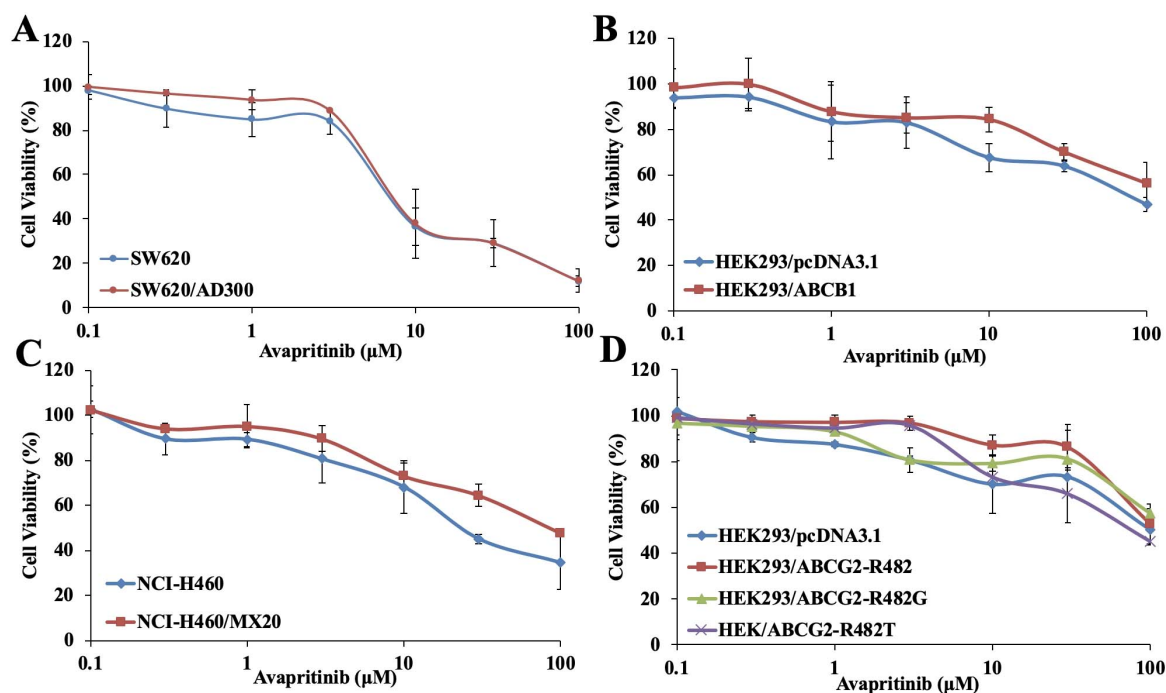 A
120
100
80
60
40
20
0
Cell Viability (%)
SW620
SW620/AD300
0.1 1 10 100
Avapritinib (µM)
B
120
100
80
60
40
20
0
Cell Viability (%)
HEK293/pcDNA3.1
HEK293/ABCB1
0.1 1 10 100
Avapritinib (µM)
C
120
100
80
60
40
20
0
Cell Viability (%)
NCI-H460
NCI-H460/MX20
0.1 1 10 100
Avapritinib (µM)
D
120
100
80
60
40
20
0
Cell Viability (%)
HEK293/pcDNA3.1
HEK293/ABCG2-R482
HEK293/ABCG2-R482G
HEK/ABCG2-R482T
0.1 1 10 100
Avapritinib (µM)